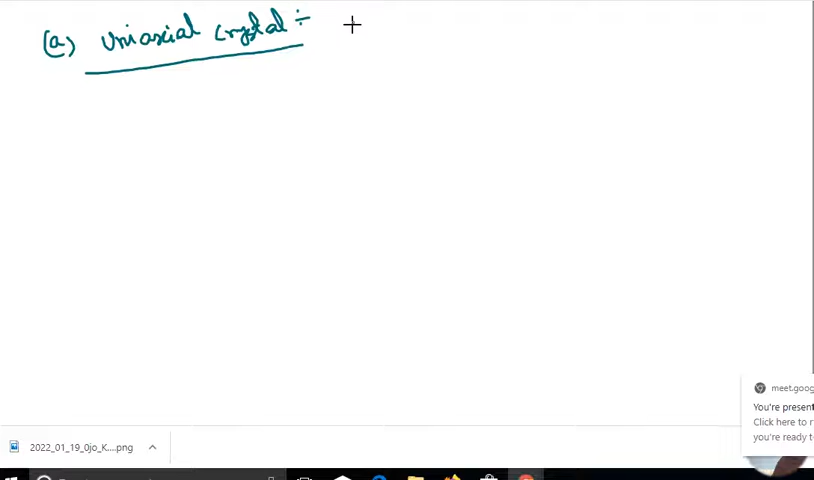 (a) Uniaxial crystal ÷
meet.goog
You're present
Click here to r
you're ready t
2022_01_19_0jo_K....png